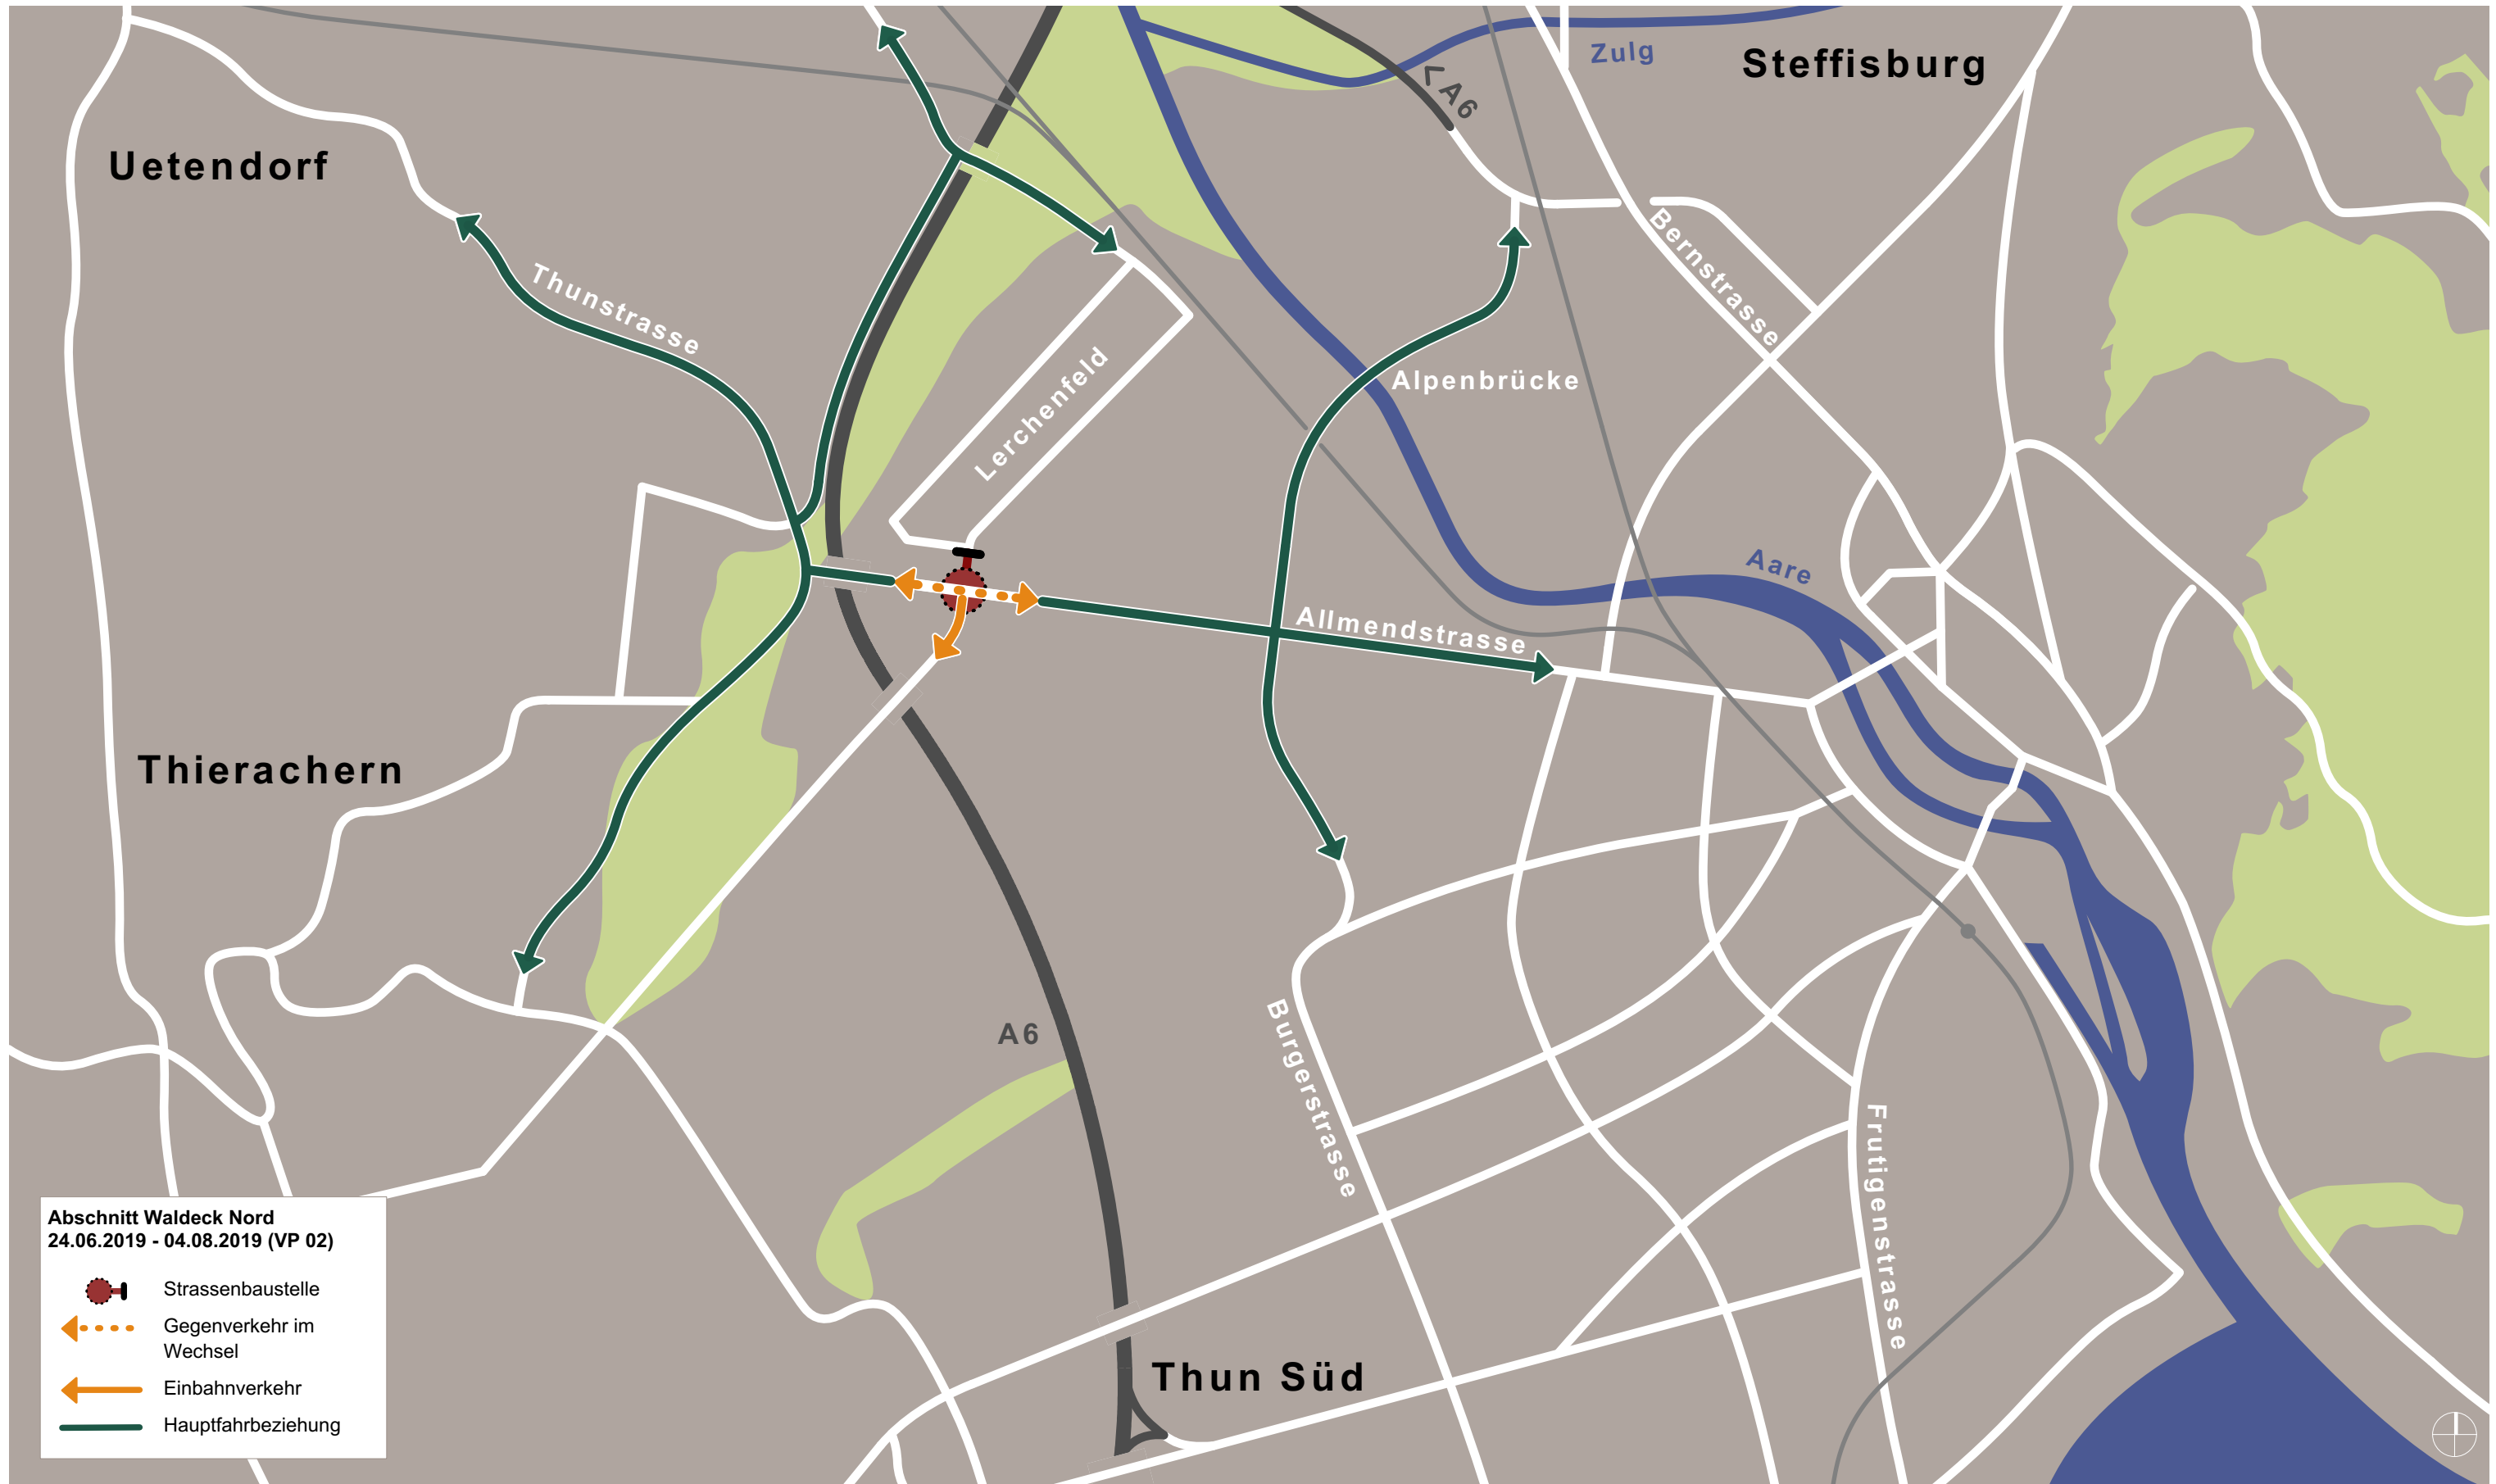 Zulg
Steffisburg
< A6
Uetendorf
Bernstrasse
Thunstrasse
Lerchenfeld
Alpenbrücke
Aare
Allmendstrasse
Thierachern
A6
Burgerstrasse
Frutigenstrasse
Thun Süd
Abschnitt Waldeck Nord
24.06.2019 - 04.08.2019 (VP 02)
Strassenbaustelle
Gegenverkehr im
Wechsel
Einbahnverkehr
Hauptfahrbeziehung